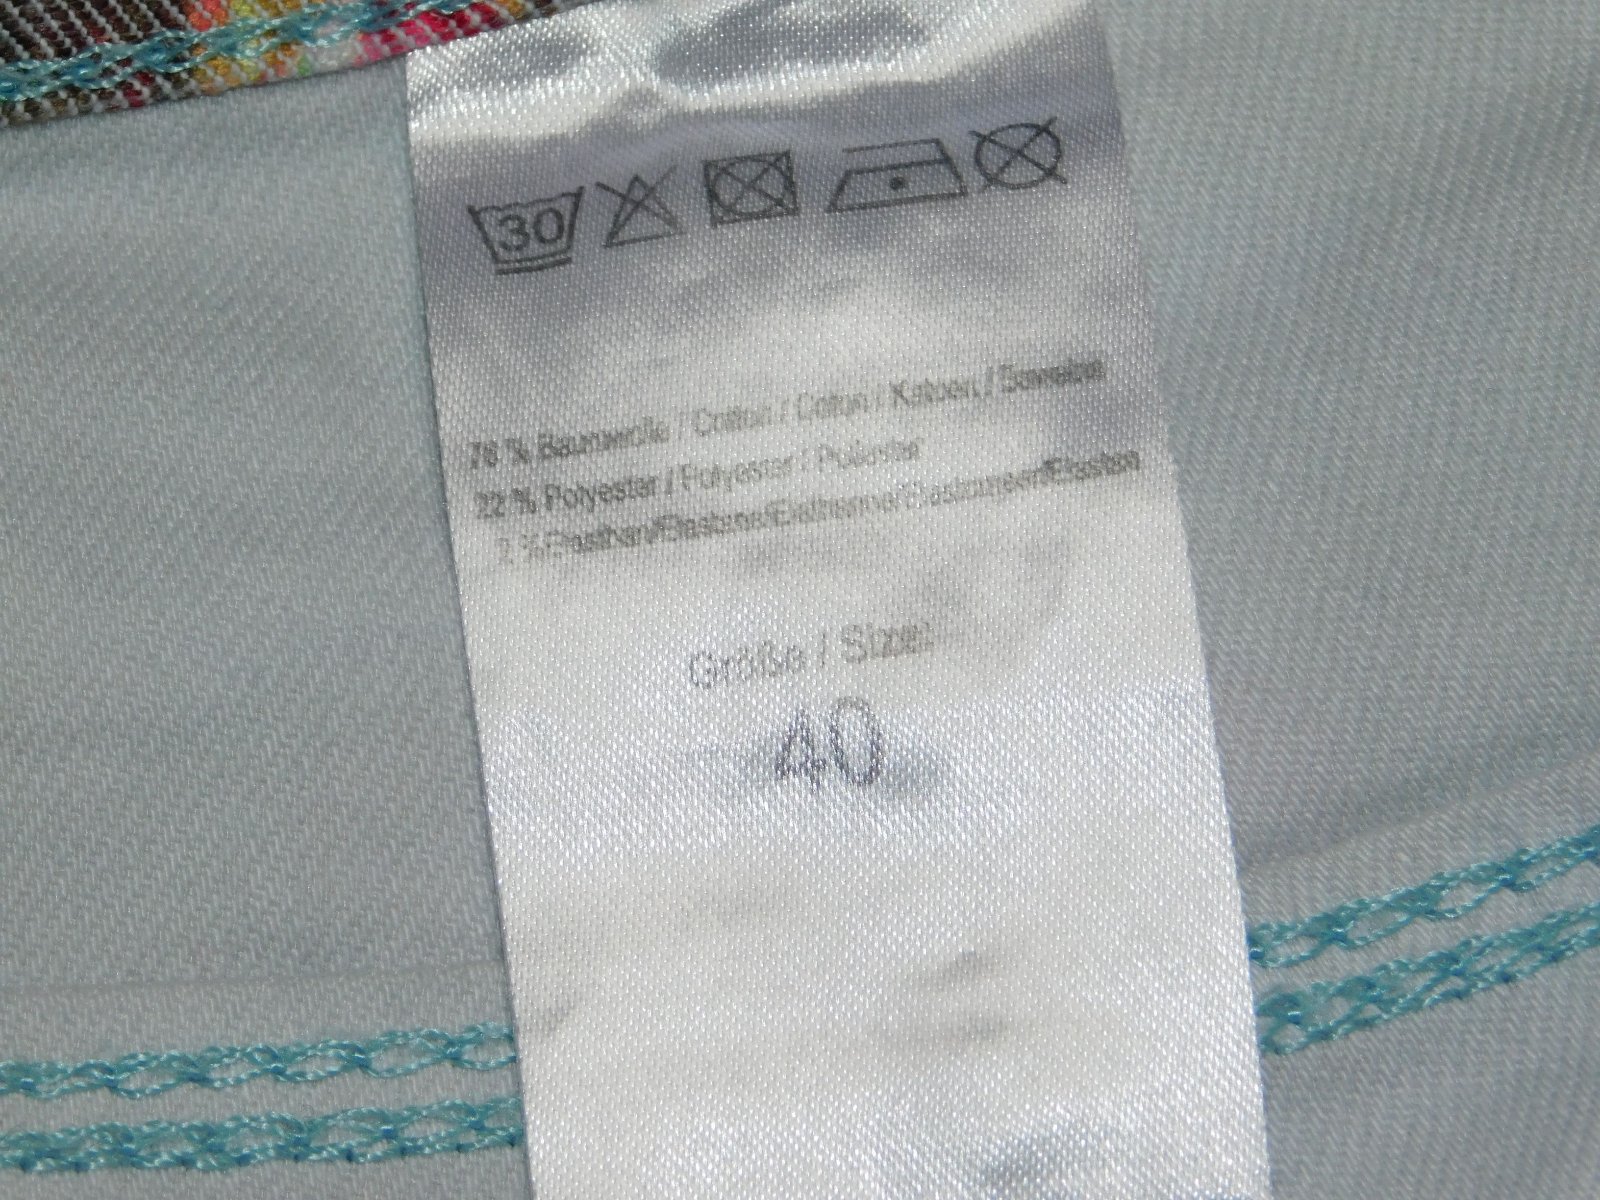 30
76 % Baumwolle / Cotton / Coton / Katoen / Bawełna
22 % Polyester / Polyester / Poliester
2 % Elasthan/Elastane/Elasthanne/Elastomeer/Elastan
Größe / Size:
40